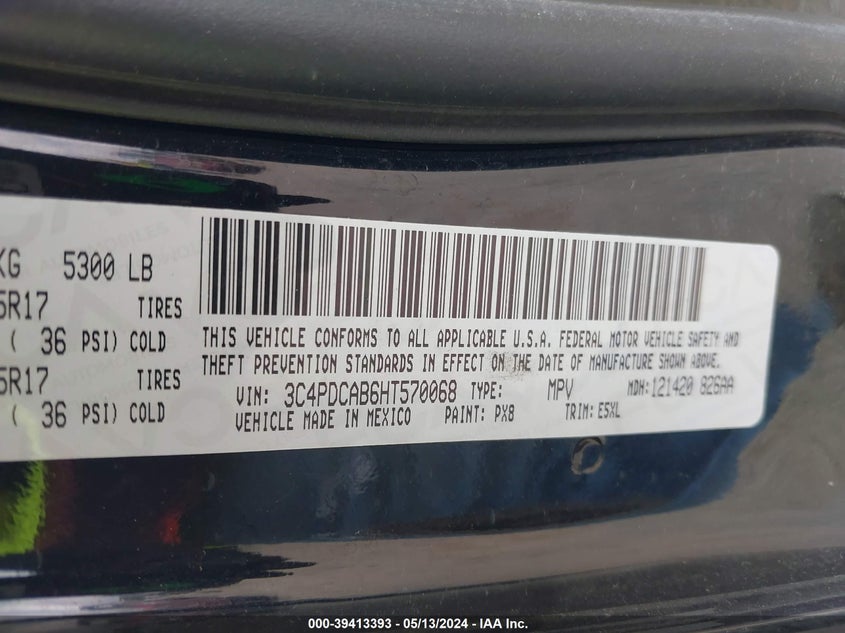 KG 5300 LB
5R17 TIRES
( 36 PSI) COLD
5R17 TIRES
( 36 PSI) COLD
THIS VEHICLE CONFORMS TO ALL APPLICABLE U.S.A. FEDERAL MOTOR VEHICLE SAFETY AND
THEFT PREVENTION STANDARDS IN EFFECT ON THE DATE OF MANUFACTURE SHOWN ABOVE.
VIN: 3C4PDCAB6HT570068 TYPE: MPV MDH: 121420 826AA
VEHICLE MADE IN MEXICO PAINT: PX8 TRIM: E5XL
000-39413393 - 05/13/2024 - IAA Inc.